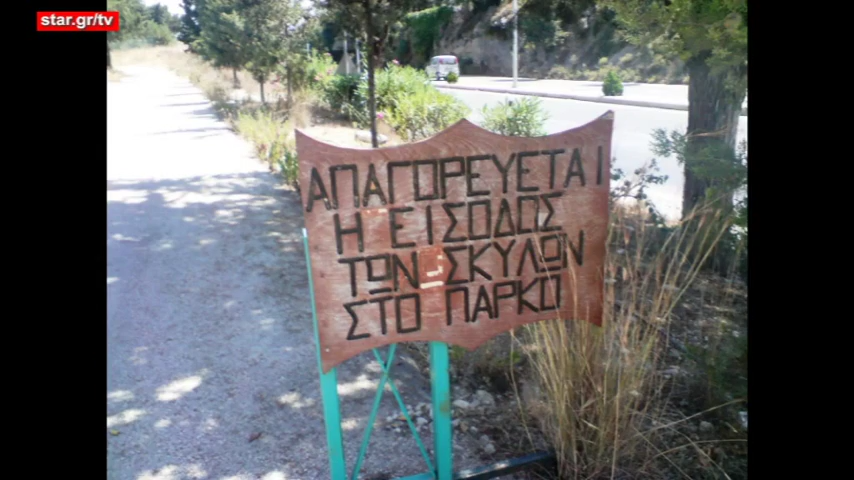 star.gr/tv
ΑΠΑΓΟΡΕΥΕΤΑΙ
Η ΕΙΣΟΔΟΣ
ΤΩΝ ΣΚΥΛΩΝ
ΣΤΟ ΠΑΡΚΟ